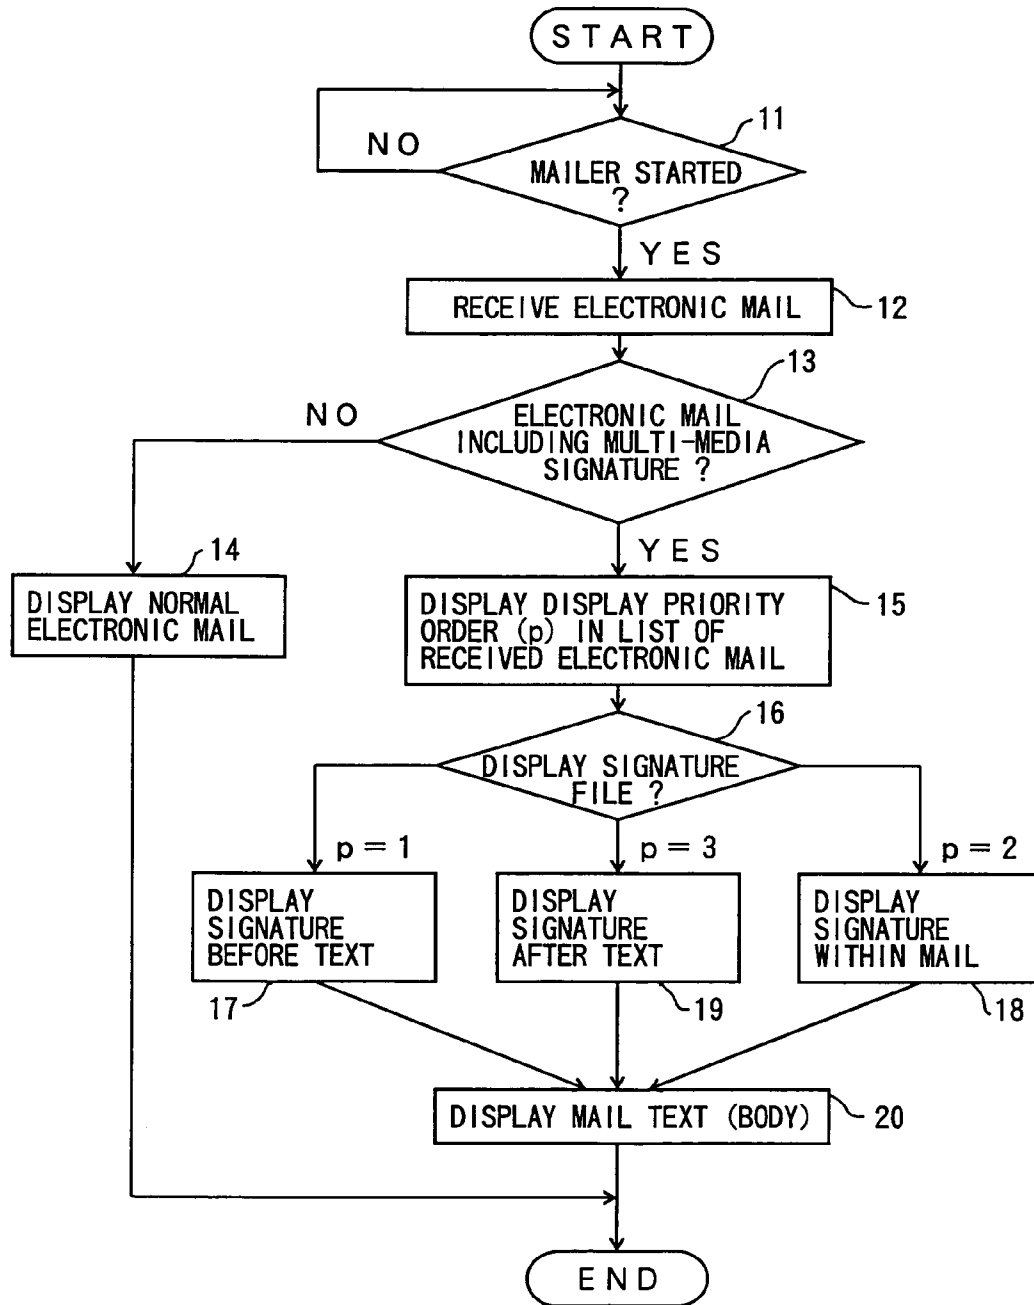 START
11
NO
MAILER STARTED
?
YES
RECEIVE ELECTRONIC MAIL
12
13
NO
ELECTRONIC MAIL
INCLUDING MULTI-MEDIA
SIGNATURE ?
YES
14
DISPLAY NORMAL
ELECTRONIC MAIL
DISPLAY DISPLAY PRIORITY
ORDER (p) IN LIST OF
RECEIVED ELECTRONIC MAIL
15
16
DISPLAY SIGNATURE
FILE ?
p = 1
p = 3
p = 2
DISPLAY
SIGNATURE
BEFORE TEXT
17
DISPLAY
SIGNATURE
AFTER TEXT
19
DISPLAY
SIGNATURE
WITHIN MAIL
18
DISPLAY MAIL TEXT (BODY)
20
END